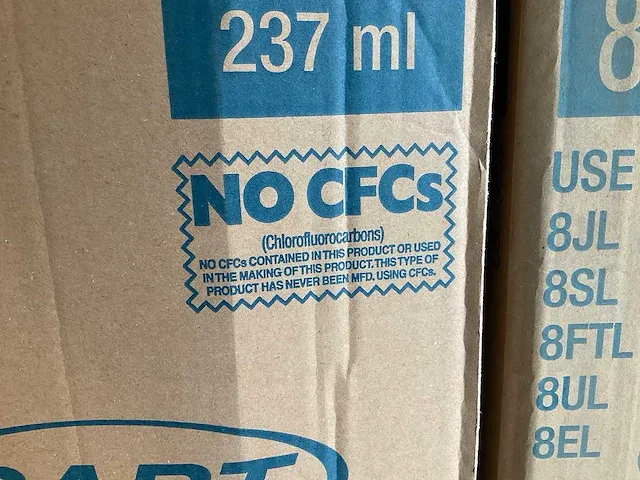 237 ml
NO CFCs
(Chlorofluorocarbons)
NO CFCs CONTAINED IN THIS PRODUCT OR USED
IN THE MAKING OF THIS PRODUCT. THIS TYPE OF
PRODUCT HAS NEVER BEEN MFD. USING CFCs.
8
USE
8JL
8SL
8FTL
8UL
8EL